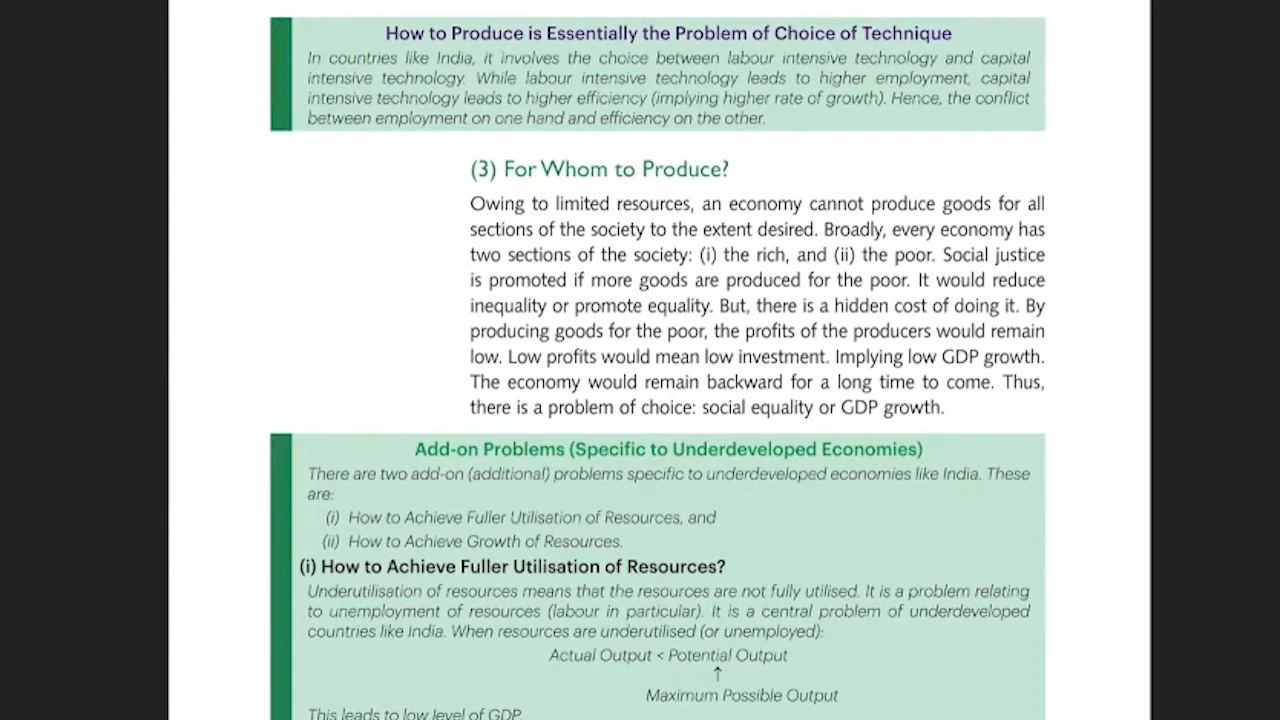 How to Produce is Essentially the Problem of Choice of Technique
In countries like India, it involves the choice between labour intensive technology and capital
intensive technology. While labour intensive technology leads to higher employment, capital
intensive technology leads to higher efficiency (implying higher rate of growth). Hence, the conflict
between employment on one hand and efficiency on the other.
(3) For Whom to Produce?
Owing to limited resources, an economy cannot produce goods for all
sections of the society to the extent desired. Broadly, every economy has
two sections of the society: (i) the rich, and (ii) the poor. Social justice
is promoted if more goods are produced for the poor. It would reduce
inequality or promote equality. But, there is a hidden cost of doing it. By
producing goods for the poor, the profits of the producers would remain
low. Low profits would mean low investment. Implying low GDP growth.
The economy would remain backward for a long time to come. Thus,
there is a problem of choice: social equality or GDP growth.
Add-on Problems (Specific to Underdeveloped Economies)
There are two add-on (additional) problems specific to underdeveloped economies like India. These
are:
(i) How to Achieve Fuller Utilisation of Resources, and
(ii) How to Achieve Growth of Resources.
(i) How to Achieve Fuller Utilisation of Resources?
Underutilisation of resources means that the resources are not fully utilised. It is a problem relating
to unemployment of resources (labour in particular). It is a central problem of underdeveloped
countries like India. When resources are underutilised (or unemployed):
Actual Output < Potential Output
↑
Maximum Possible Output
This leads to low level of GDP.